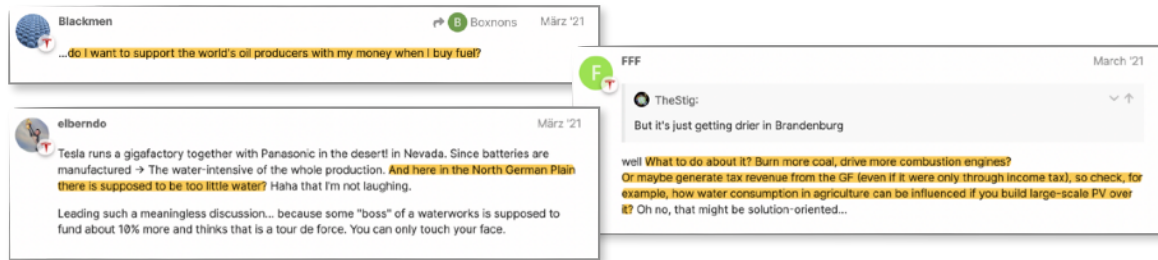 Blackmen
B Boxnons
März '21
...do I want to support the world's oil producers with my money when I buy fuel?
elberndo
März '21
Tesla runs a gigafactory together with Panasonic in the desert! in Nevada. Since batteries are
manufactured → The water-intensive of the whole production. And here in the North German Plain
there is supposed to be too little water? Haha that I'm not laughing.
Leading such a meaningless discussion... because some "boss" of a waterworks is supposed to
fund about 10% more and thinks that is a tour de force. You can only touch your face.
F
FFF
March '21
TheStig:
But it's just getting drier in Brandenburg
well What to do about it? Burn more coal, drive more combustion engines?
Or maybe generate tax revenue from the GF (even if it were only through income tax), so check, for
example, how water consumption in agriculture can be influenced if you build large-scale PV over
it? Oh no, that might be solution-oriented...